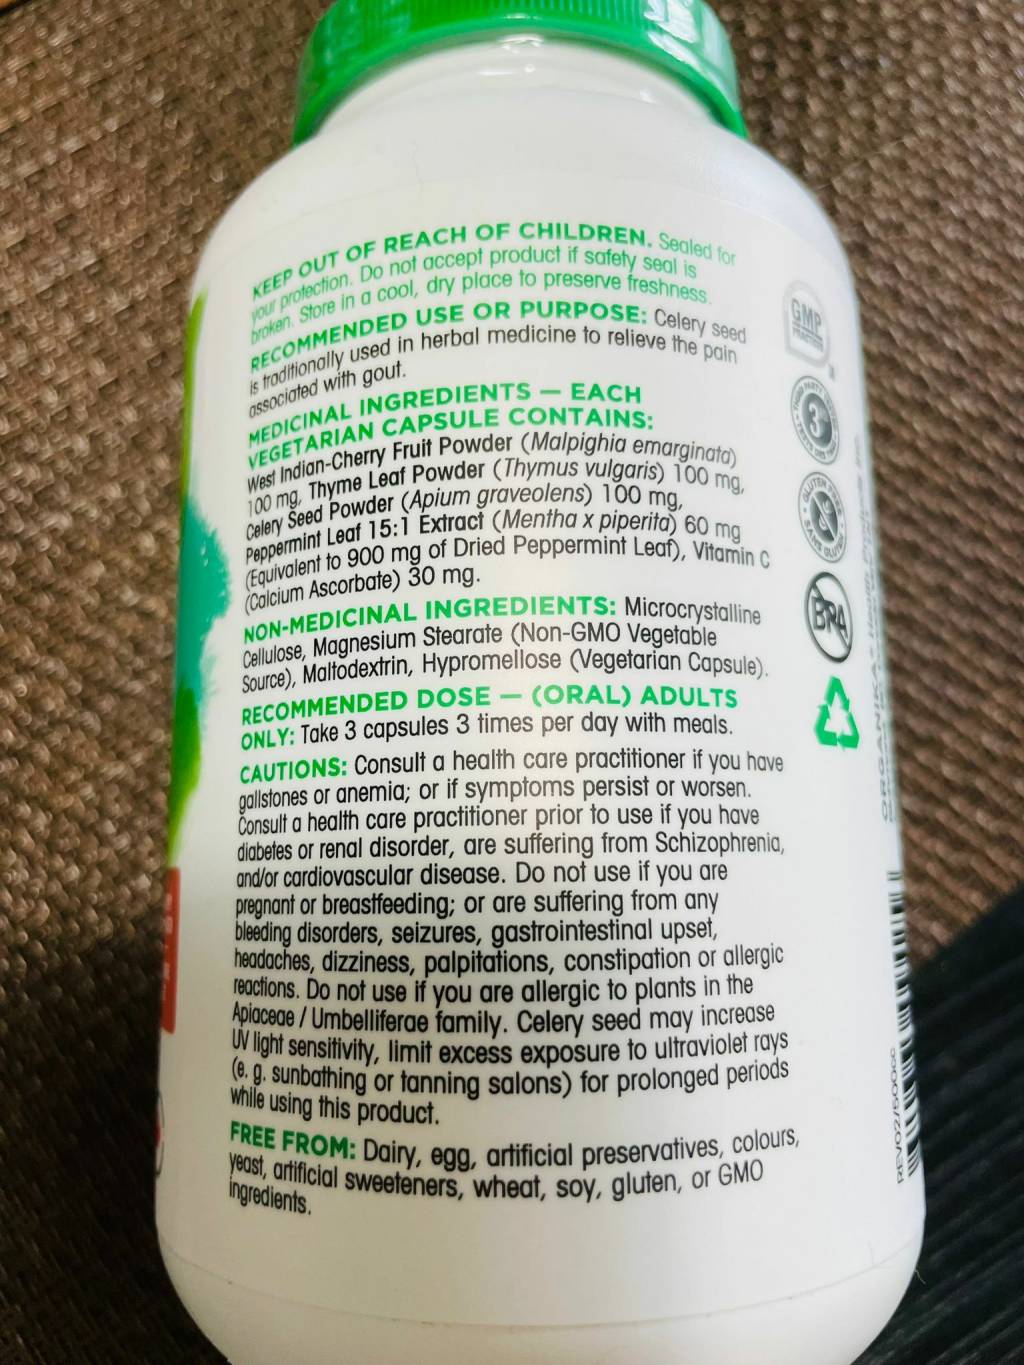 KEEP OUT OF REACH OF CHILDREN. Sealed for
your protection. Do not accept product if safety seal is
broken. Store in a cool, dry place to preserve freshness.
RECOMMENDED USE OR PURPOSE: Celery seed
is traditionally used in herbal medicine to relieve the pain
associated with gout.
MEDICINAL INGREDIENTS — EACH
VEGETARIAN CAPSULE CONTAINS:
West Indian-Cherry Fruit Powder (Malpighia emarginata)
100 mg, Thyme Leaf Powder (Thymus vulgaris) 100 mg,
Celery Seed Powder (Apium graveolens) 100 mg,
Peppermint Leaf 15:1 Extract (Mentha x piperita) 60 mg
(Equivalent to 900 mg of Dried Peppermint Leaf), Vitamin C
(Calcium Ascorbate) 30 mg.
NON-MEDICINAL INGREDIENTS: Microcrystalline
Cellulose, Magnesium Stearate (Non-GMO Vegetable
Source), Maltodextrin, Hypromellose (Vegetarian Capsule).
RECOMMENDED DOSE — (ORAL) ADULTS
ONLY: Take 3 capsules 3 times per day with meals.
CAUTIONS: Consult a health care practitioner if you have
gallstones or anemia; or if symptoms persist or worsen.
Consult a health care practitioner prior to use if you have
diabetes or renal disorder, are suffering from Schizophrenia,
and/or cardiovascular disease. Do not use if you are
pregnant or breastfeeding; or are suffering from any
bleeding disorders, seizures, gastrointestinal upset,
headaches, dizziness, palpitations, constipation or allergic
reactions. Do not use if you are allergic to plants in the
Apiaceae / Umbelliferae family. Celery seed may increase
UV light sensitivity, limit excess exposure to ultraviolet rays
(e. g. sunbathing or tanning salons) for prolonged periods
while using this product.
FREE FROM: Dairy, egg, artificial preservatives, colours,
yeast, artificial sweeteners, wheat, soy, gluten, or GMO
ingredients.
GMP
3
GLUTEN FREE
SANS GLUTEN
BPA
ORGANIKA
REV02/500cc